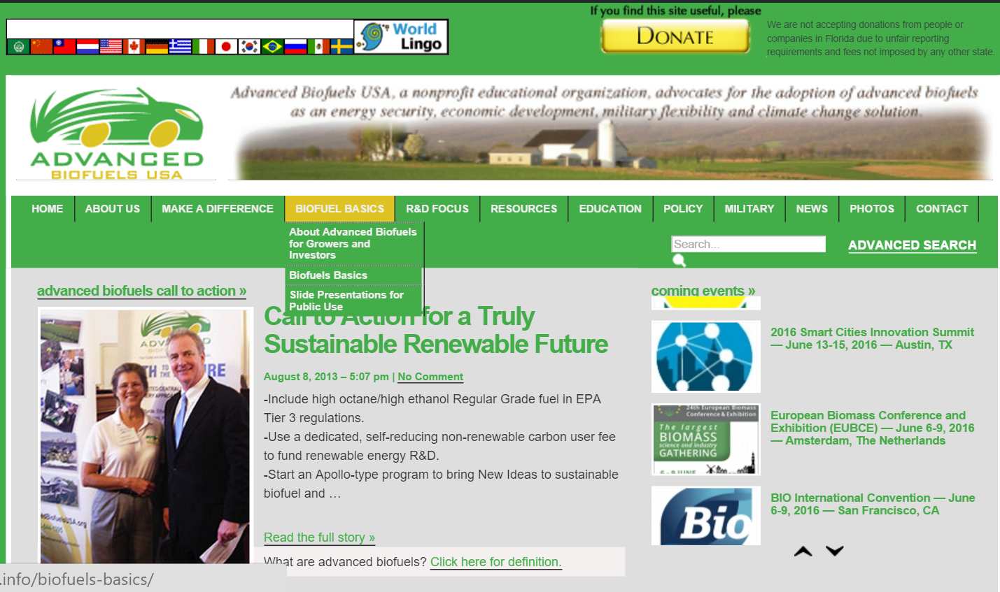 If you find this site useful, please
DONATE
We are not accepting donations from people or
companies in Florida due to unfair reporting
requirements and fees not imposed by any other state.
World
Lingo
Advanced Biofuels USA, a nonprofit educational organization, advocates for the adoption of advanced biofuels
as an energy security, economic development, military flexibility and climate change solution.
ADVANCED
BIOFUELS USA
HOME ABOUT US MAKE A DIFFERENCE BIOFUEL BASICS R&D FOCUS RESOURCES EDUCATION POLICY MILITARY NEWS PHOTOS CONTACT
About Advanced Biofuels
for Growers and
Investors
Biofuels Basics
Slide Presentations for
Public Use
Search...
ADVANCED SEARCH
advanced biofuels call to action »
ADVANCED
TH TO
THE
URE
Call to Action for a Truly
Sustainable Renewable Future
August 8, 2013 – 5:07 pm | No Comment
-Include high octane/high ethanol Regular Grade fuel in EPA
Tier 3 regulations.
-Use a dedicated, self-reducing non-renewable carbon user fee
to fund renewable energy R&D.
-Start an Apollo-type program to bring New Ideas to sustainable
biofuel and …
Read the full story »
What are advanced biofuels? Click here for definition.
coming events »
2016 Smart Cities Innovation Summit
— June 13-15, 2016 — Austin, TX
24th European Biomass
Conference & Exhibition
The largest
BIOMASS
science and industry
GATHERING
6 - 9 JUNE
European Biomass Conference and
Exhibition (EUBCE) — June 6-9, 2016
— Amsterdam, The Netherlands
Bio
BIO International Convention — June
6-9, 2016 — San Francisco, CA
.info/biofuels-basics/